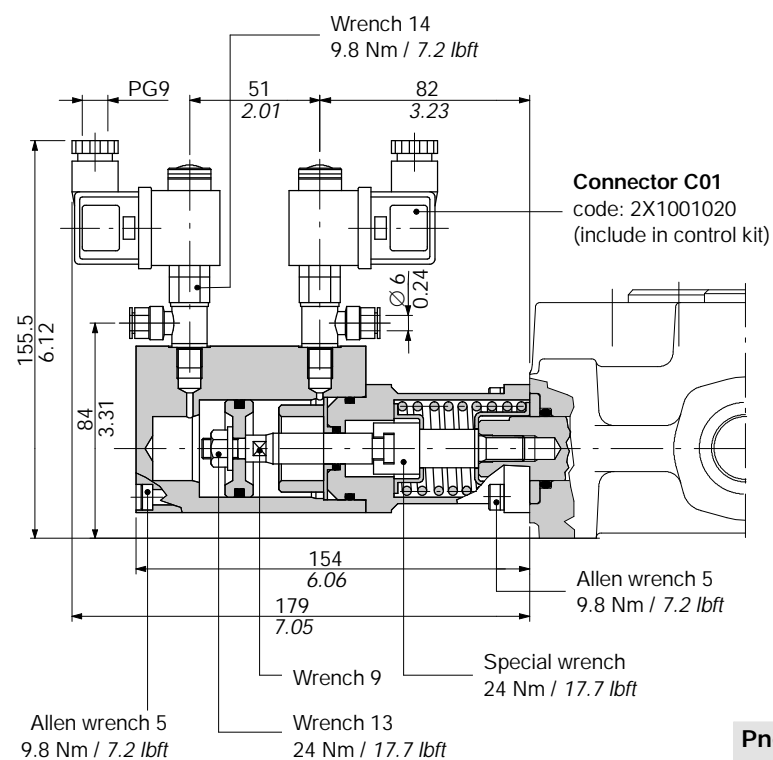 Wrench 14
9.8 Nm / 7.2 lbft
PG9
51
2.01
82
3.23
Connector C01
code: 2X1001020
(include in control kit)
Ø 6
0.24
155.5
6.12
84
3.31
154
6.06
179
7.05
Allen wrench 5
9.8 Nm / 7.2 lbft
Wrench 9
Special wrench
24 Nm / 17.7 lbft
Allen wrench 5
9.8 Nm / 7.2 lbft
Wrench 13
24 Nm / 17.7 lbft
Pn